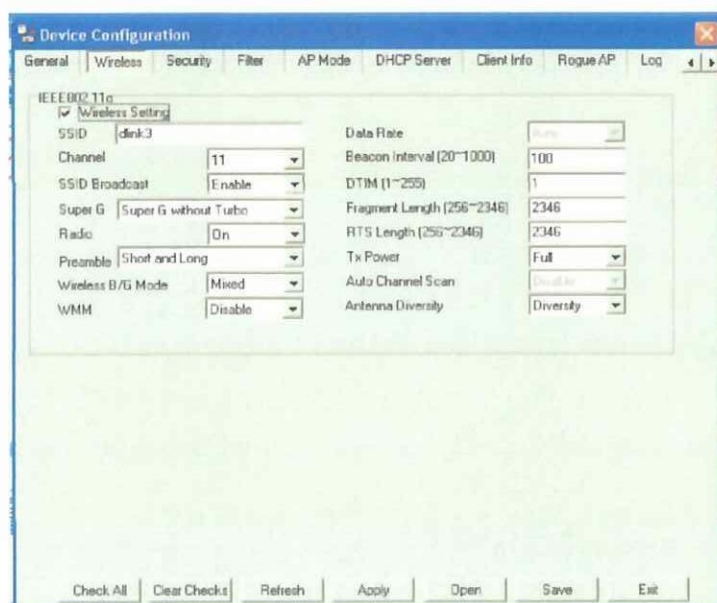 Device Configuration
General Wireless Security Filter AP Mode DHCP Server Client Info Rogue AP Log
IEEE802.11g
Wireless Setting
SSID dlink3
Channel 11
SSID Broadcast Enable
Super G Super G without Turbo
Radio On
Preamble Short and Long
Wireless B/G Mode Mixed
WMM Disable
Data Rate Auto
Beacon Interval (20~1000) 100
DTIM (1~255) 1
Fragment Length (256~2346) 2346
RTS Length (256~2346) 2346
Tx Power Full
Auto Channel Scan Disable
Antenna Diversity Diversity
Check All Clear Checks Refresh Apply Open Save Exit